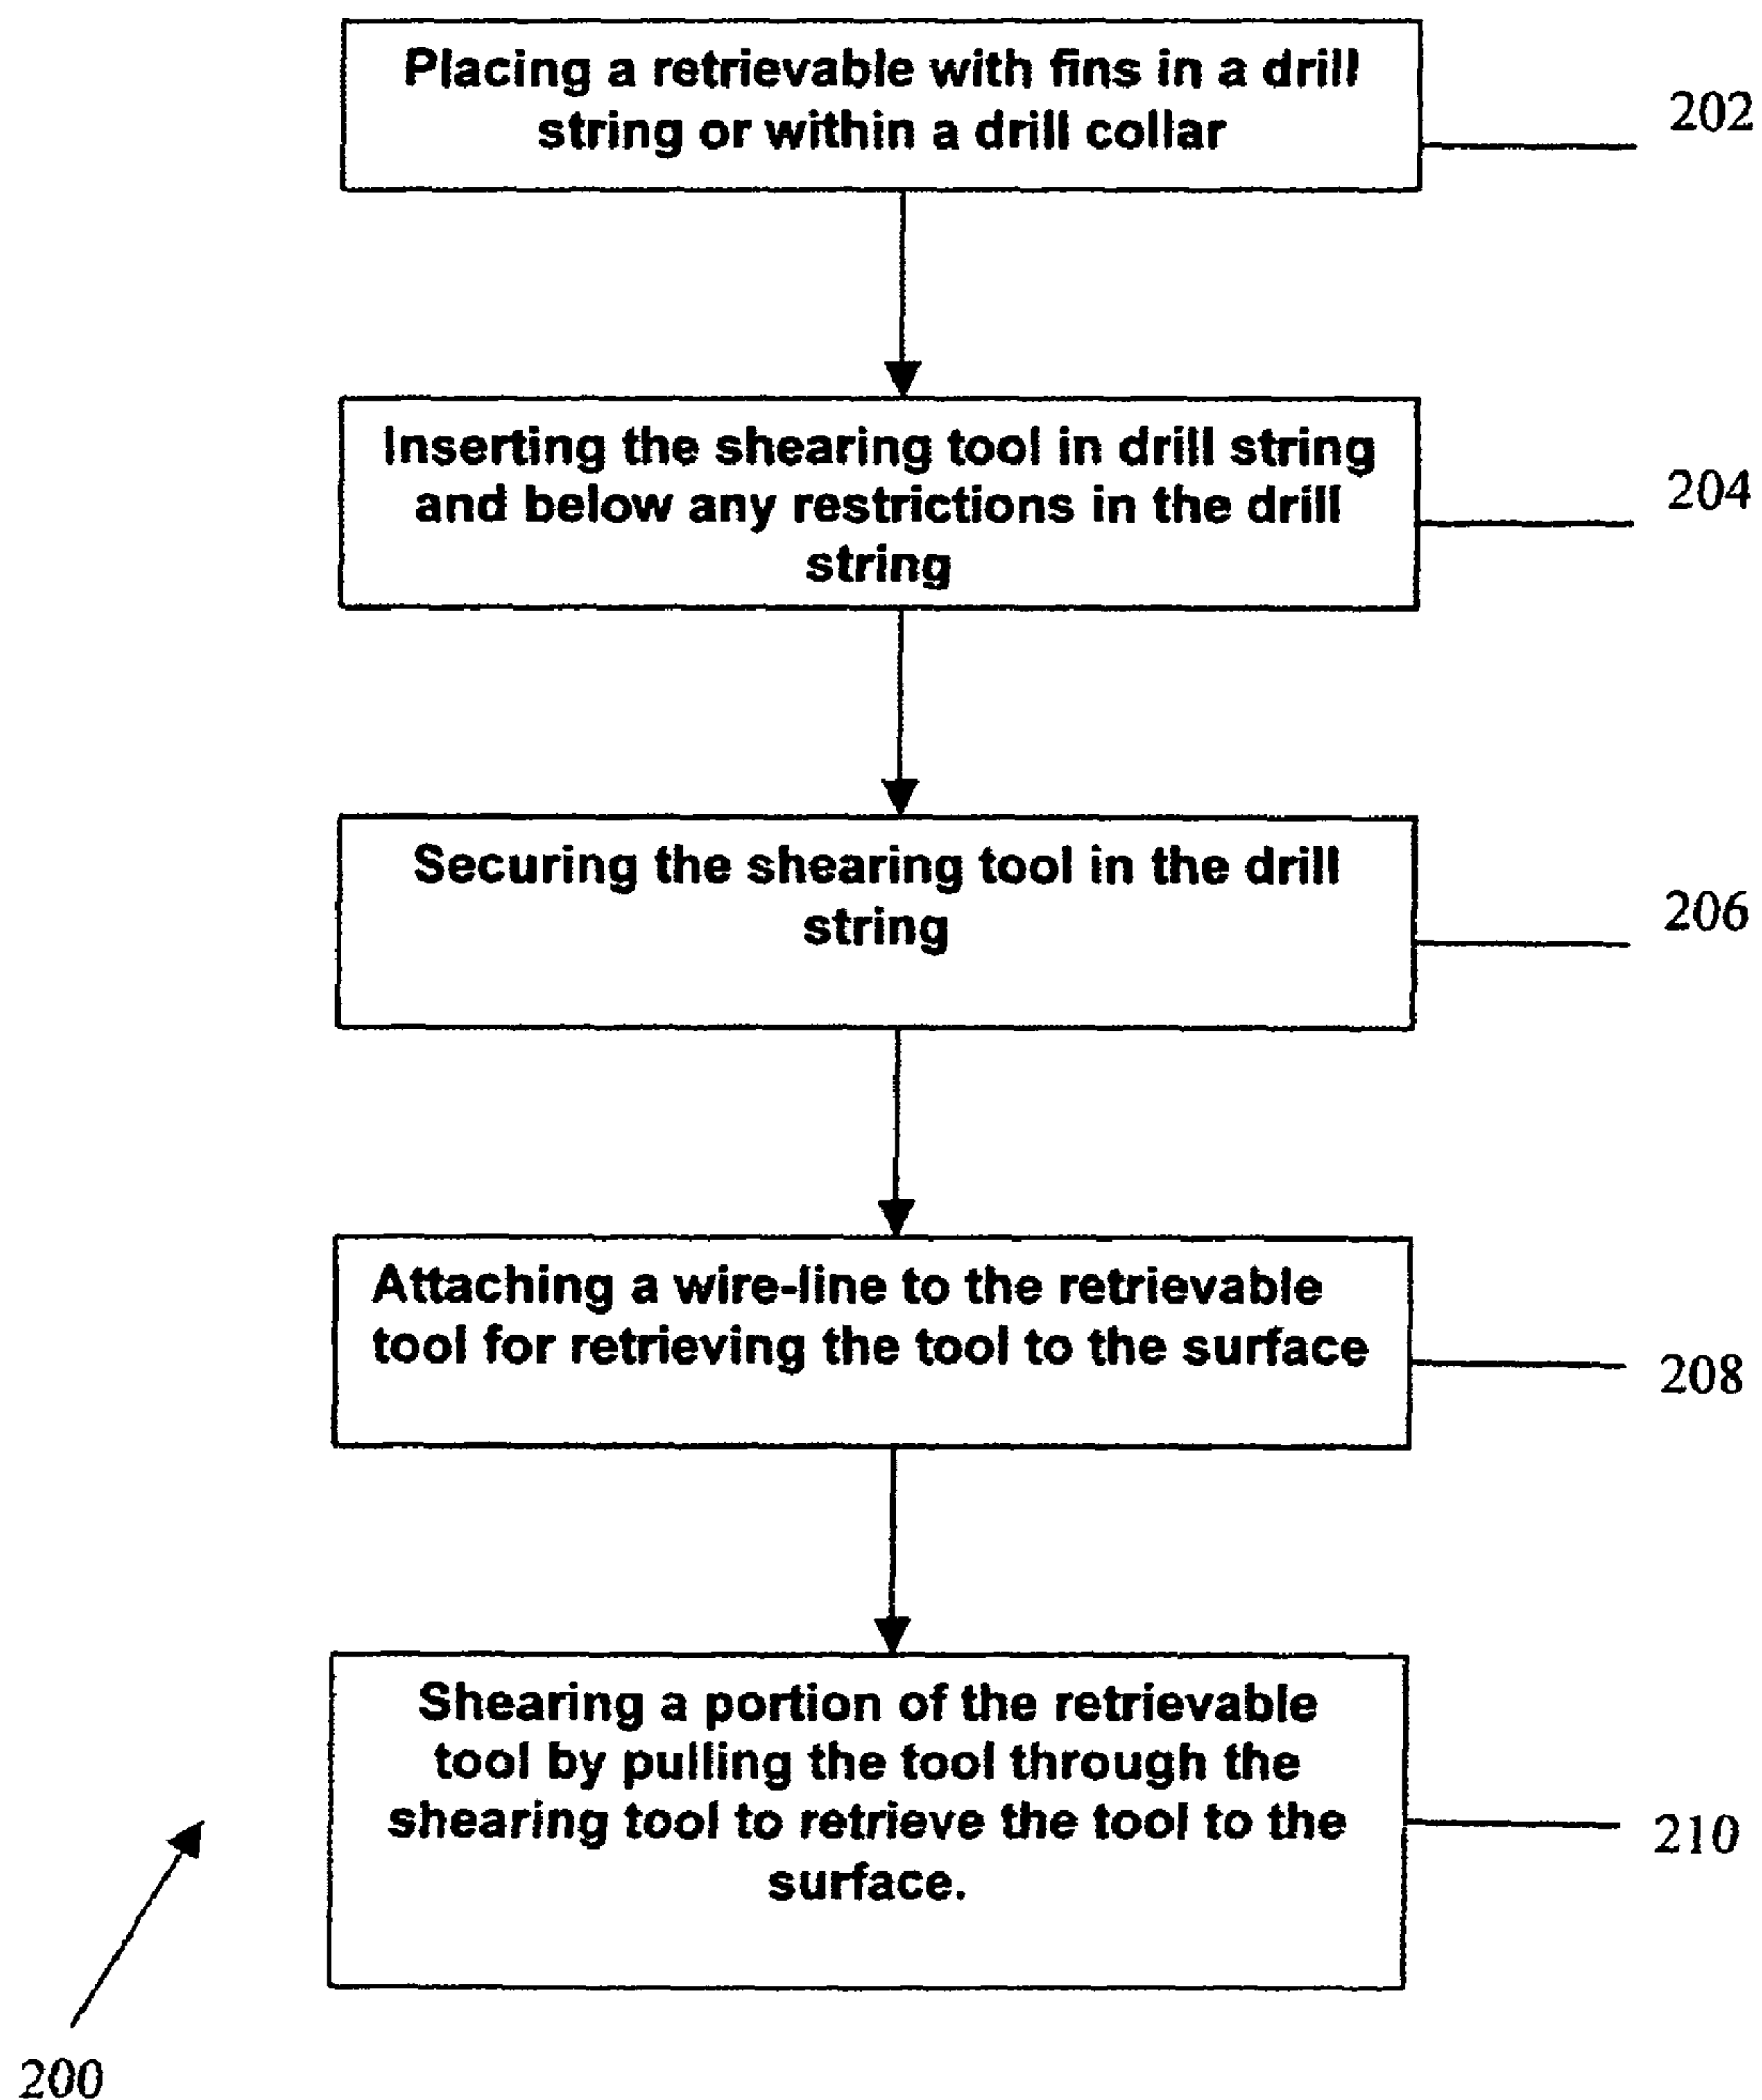 Placing a retrievable with fins in a drill
string or within a drill collar
202
Inserting the shearing tool in drill string
and below any restrictions in the drill
string
204
Securing the shearing tool in the drill
string
206
Attaching a wire-line to the retrievable
tool for retrieving the tool to the surface
208
Shearing a portion of the retrievable
tool by pulling the tool through the
shearing tool to retrieve the tool to the
surface.
210
200